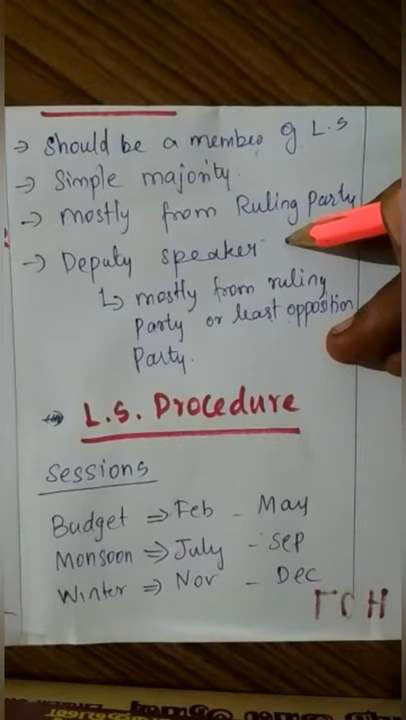 → Should be a member of L.S
→ Simple majority.
→ mostly from Ruling Party
→ Deputy speaker
↳ mostly from ruling
Party or least opposition
Party.
→ L.S. Procedure
Sessions
Budget ⇒ Feb - May
Monsoon ⇒ July - Sep
Winter ⇒ Nov - Dec